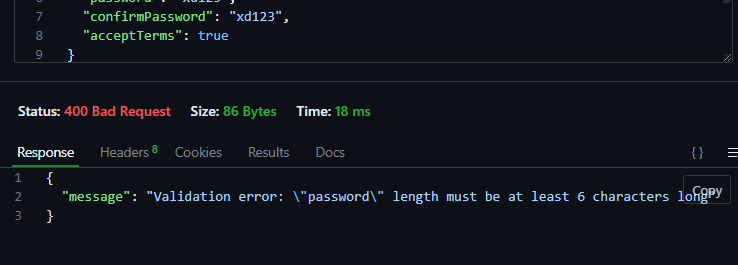 6 "password": "xd123",
7 "confirmPassword": "xd123",
8 "acceptTerms": true
9 }
Status: 400 Bad Request Size: 86 Bytes Time: 18 ms
Response Headers 8 Cookies Results Docs { }
Copy
1 {
2 "message": "Validation error: \"password\" length must be at least 6 characters long"
3 }